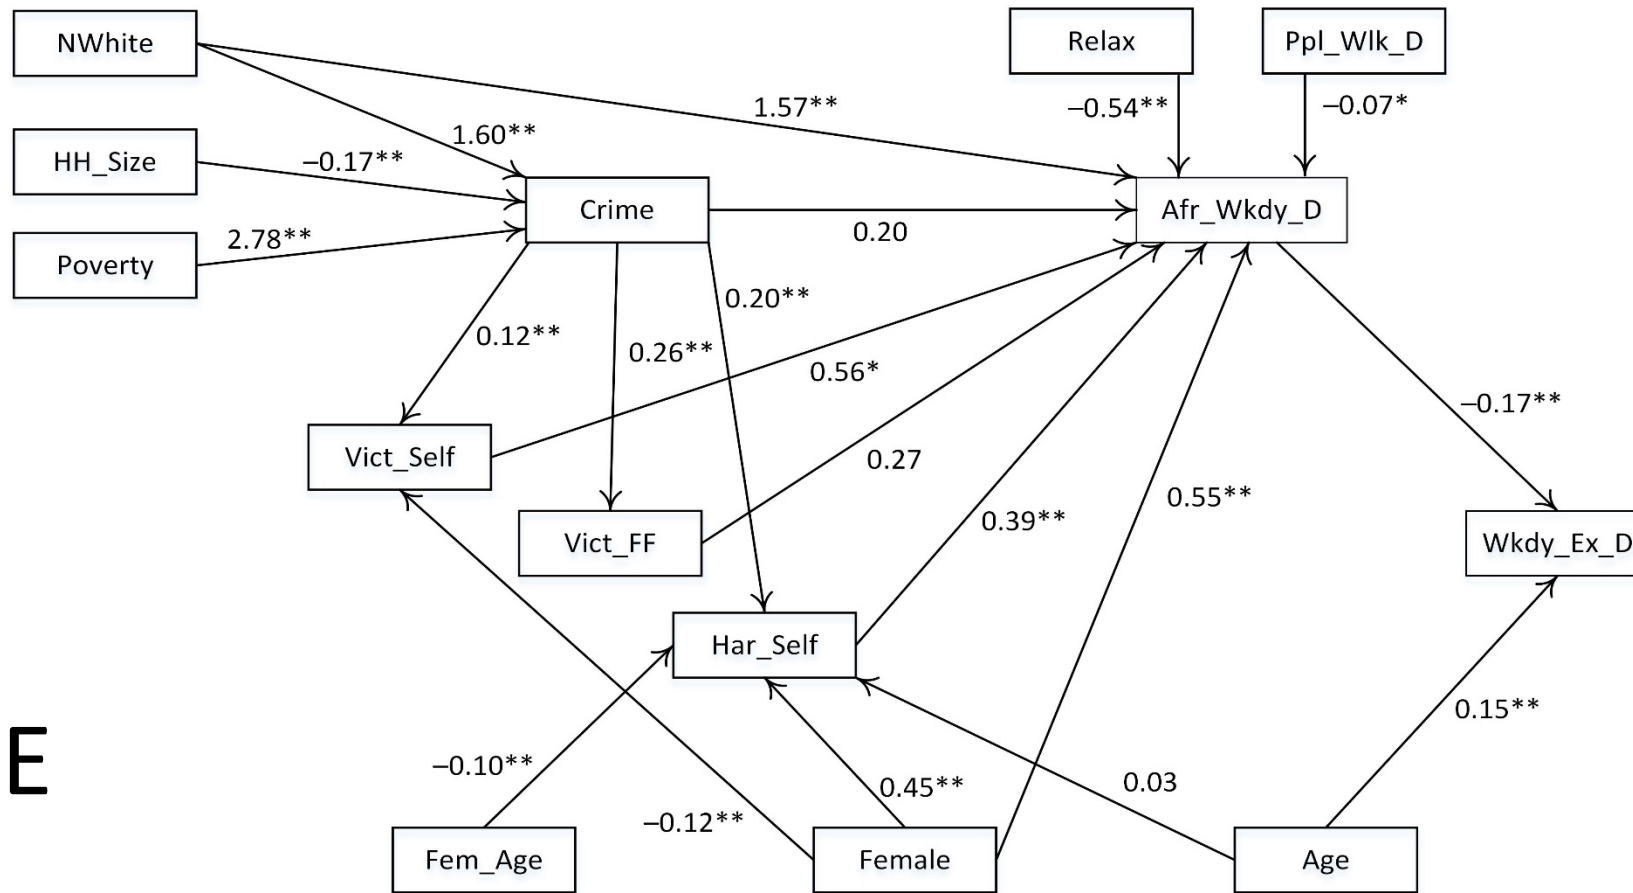 NWhite
Relax
Ppl_Wlk_D
1.57**
−0.54**
−0.07*
1.60**
HH_Size
−0.17**
Crime
Afr_Wkdy_D
0.20
Poverty
2.78**
0.20**
0.12**
0.26**
0.56*
−0.17**
Vict_Self
0.27
0.55**
0.39**
Vict_FF
Wkdy_Ex_D
Har_Self
0.15**
E
−0.10**
0.45**
0.03
−0.12**
Fem_Age
Female
Age